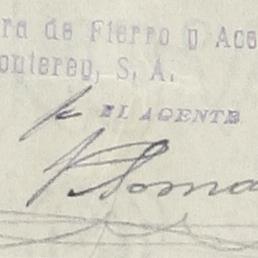 ra de Fierro y Ace
onterey, S. A.
EL AGENTE